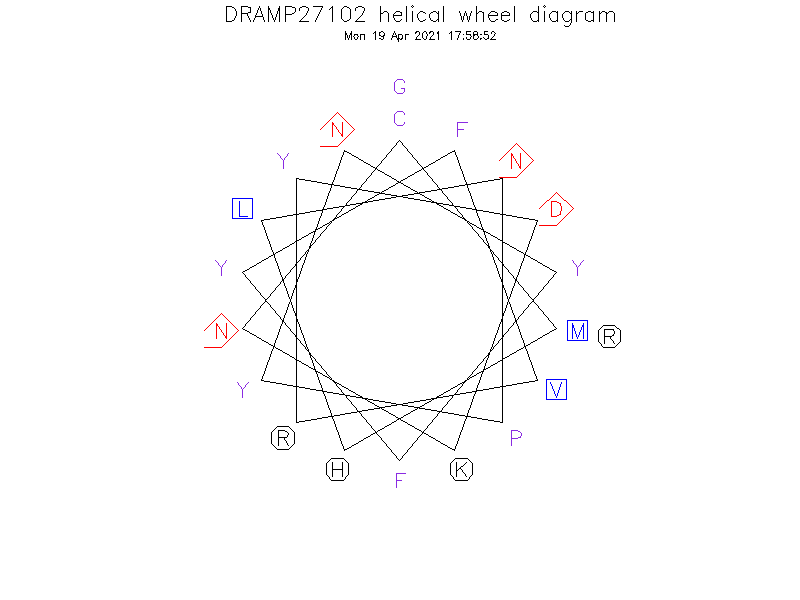 DRAMP27102 helical wheel diagram
Mon 19 Apr 2021 17:58:52
G
C
N F
Y N
L D
Y Y
N M R
Y V
R P
H K
F